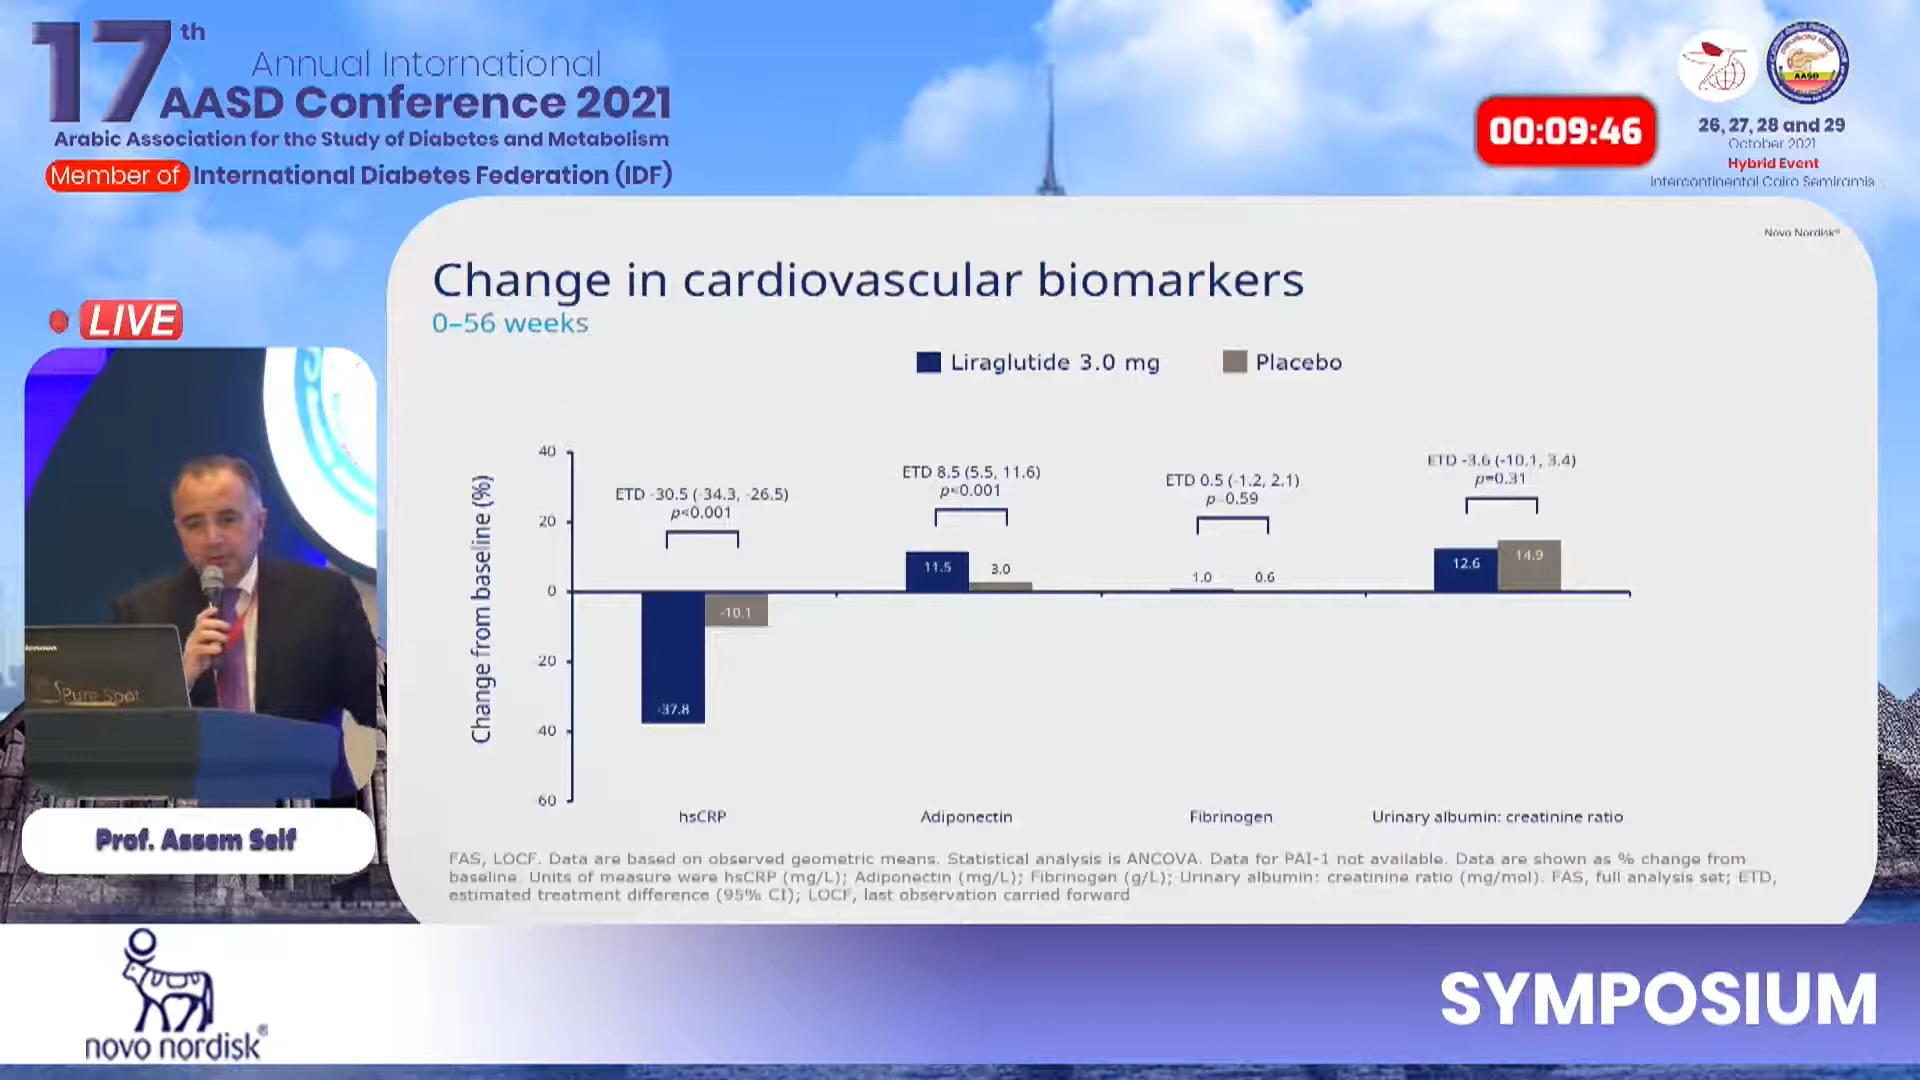 17th
Annual International
AASD Conference 2021
Arabic Association for the Study of Diabetes and Metabolism
Member of International Diabetes Federation (IDF)
00:09:46
AASD
26, 27, 28 and 29
October 2021
Hybrid Event
Intercontinental Cairo Semiramis
LIVE
Novo Nordisk®
Change in cardiovascular biomarkers
0–56 weeks
Liraglutide 3.0 mg
Placebo
Change from baseline (%)
40
20
0
20
40
60
ETD -30.5 (-34.3, -26.5)
p<0.001
-37.8
-10.1
hsCRP
ETD 8.5 (5.5, 11.6)
p<0.001
11.5
3.0
Adiponectin
ETD 0.5 (-1.2, 2.1)
p=0.59
1.0
0.6
Fibrinogen
ETD -3.6 (-10.1, 3.4)
p=0.31
12.6
14.9
Urinary albumin: creatinine ratio
FAS, LOCF. Data are based on observed geometric means. Statistical analysis is ANCOVA. Data for PAI-1 not available. Data are shown as % change from
baseline. Units of measure were hsCRP (mg/L); Adiponectin (mg/L); Fibrinogen (g/L); Urinary albumin: creatinine ratio (mg/mol). FAS, full analysis set; ETD,
estimated treatment difference (95% CI); LOCF, last observation carried forward
lenovo
Pure Spot
Prof. Assem Seif
novo nordisk®
SYMPOSIUM